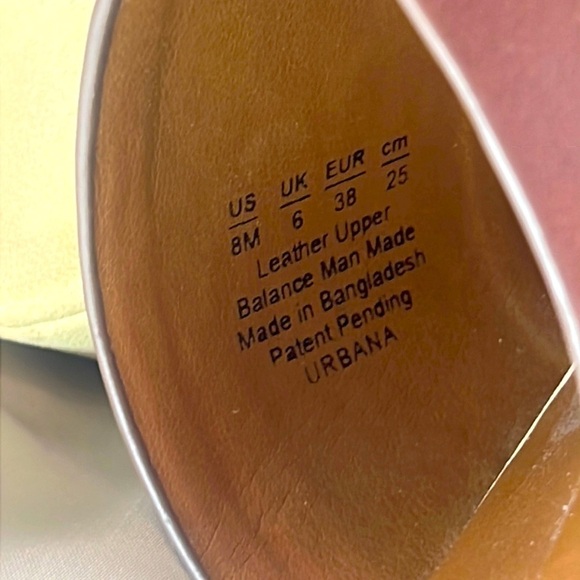 US UK EUR cm
8M 6 38 25
Leather Upper
Balance Man Made
Made in Bangladesh
Patent Pending
URBANA